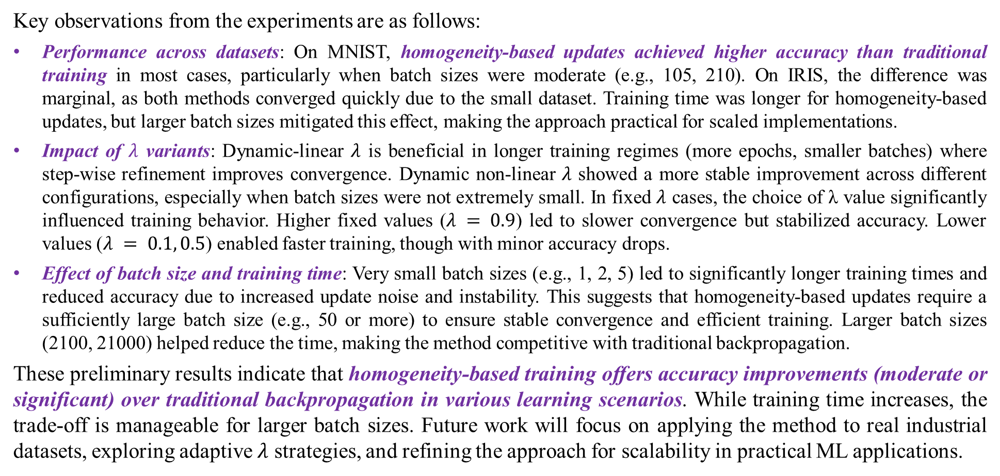 Key observations from the experiments are as follows:
• Performance across datasets: On MNIST, homogeneity-based updates achieved higher accuracy than traditional
training in most cases, particularly when batch sizes were moderate (e.g., 105, 210). On IRIS, the difference was
marginal, as both methods converged quickly due to the small dataset. Training time was longer for homogeneity-based
updates, but larger batch sizes mitigated this effect, making the approach practical for scaled implementations.
• Impact of λ variants: Dynamic-linear λ is beneficial in longer training regimes (more epochs, smaller batches) where
step-wise refinement improves convergence. Dynamic non-linear λ showed a more stable improvement across different
configurations, especially when batch sizes were not extremely small. In fixed λ cases, the choice of λ value significantly
influenced training behavior. Higher fixed values (λ = 0.9) led to slower convergence but stabilized accuracy. Lower
values (λ = 0.1, 0.5) enabled faster training, though with minor accuracy drops.
• Effect of batch size and training time: Very small batch sizes (e.g., 1, 2, 5) led to significantly longer training times and
reduced accuracy due to increased update noise and instability. This suggests that homogeneity-based updates require a
sufficiently large batch size (e.g., 50 or more) to ensure stable convergence and efficient training. Larger batch sizes
(2100, 21000) helped reduce the time, making the method competitive with traditional backpropagation.
These preliminary results indicate that homogeneity-based training offers accuracy improvements (moderate or
significant) over traditional backpropagation in various learning scenarios. While training time increases, the
trade-off is manageable for larger batch sizes. Future work will focus on applying the method to real industrial
datasets, exploring adaptive λ strategies, and refining the approach for scalability in practical ML applications.